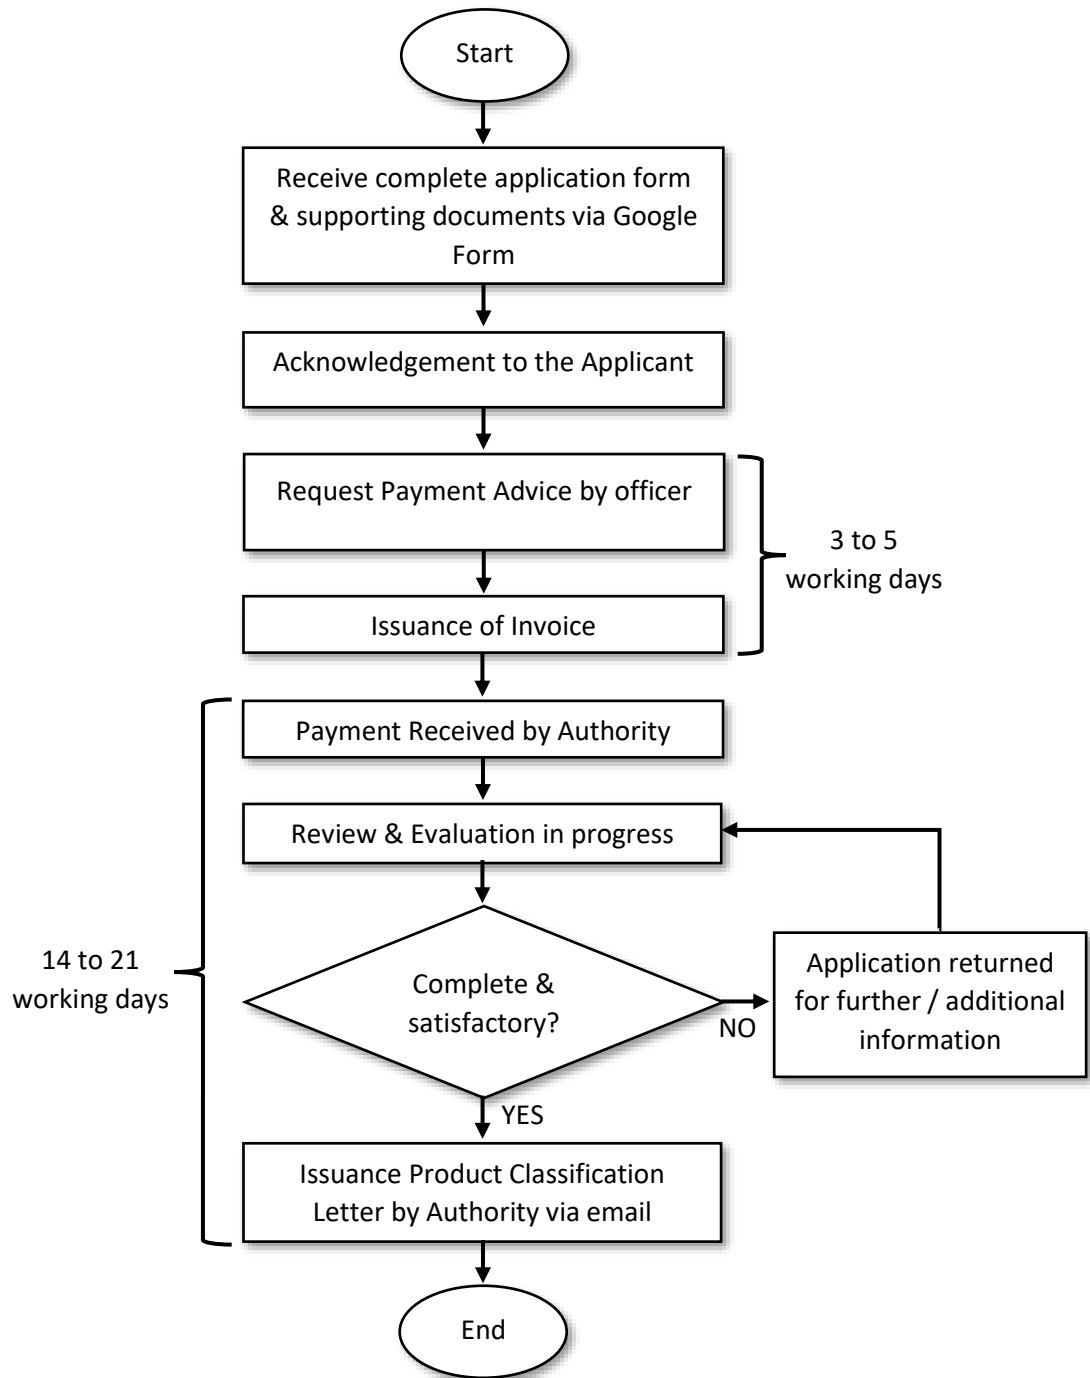 Start
Receive complete application form
& supporting documents via Google
Form
Acknowledgement to the Applicant
Request Payment Advice by officer
3 to 5
working days
Issuance of Invoice
Payment Received by Authority
Review & Evaluation in progress
14 to 21
working days
Complete &
satisfactory?
NO
Application returned
for further / additional
information
YES
Issuance Product Classification
Letter by Authority via email
End